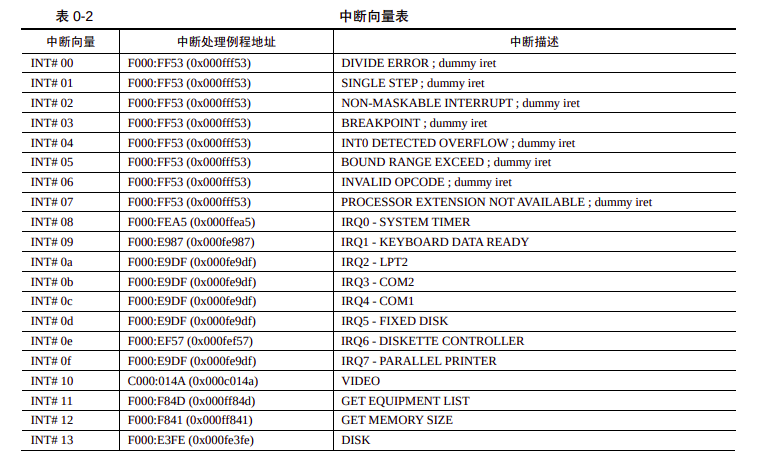 表 0-2 中断向量表
中断向量 中断处理例程地址 中断描述
INT# 00 F000:FF53 (0x000fff53) DIVIDE ERROR ; dummy iret
INT# 01 F000:FF53 (0x000fff53) SINGLE STEP ; dummy iret
INT# 02 F000:FF53 (0x000fff53) NON-MASKABLE INTERRUPT ; dummy iret
INT# 03 F000:FF53 (0x000fff53) BREAKPOINT ; dummy iret
INT# 04 F000:FF53 (0x000fff53) INT0 DETECTED OVERFLOW ; dummy iret
INT# 05 F000:FF53 (0x000fff53) BOUND RANGE EXCEED ; dummy iret
INT# 06 F000:FF53 (0x000fff53) INVALID OPCODE ; dummy iret
INT# 07 F000:FF53 (0x000fff53) PROCESSOR EXTENSION NOT AVAILABLE ; dummy iret
INT# 08 F000:FEA5 (0x000ffea5) IRQ0 - SYSTEM TIMER
INT# 09 F000:E987 (0x000fe987) IRQ1 - KEYBOARD DATA READY
INT# 0a F000:E9DF (0x000fe9df) IRQ2 - LPT2
INT# 0b F000:E9DF (0x000fe9df) IRQ3 - COM2
INT# 0c F000:E9DF (0x000fe9df) IRQ4 - COM1
INT# 0d F000:E9DF (0x000fe9df) IRQ5 - FIXED DISK
INT# 0e F000:EF57 (0x000fef57) IRQ6 - DISKETTE CONTROLLER
INT# 0f F000:E9DF (0x000fe9df) IRQ7 - PARALLEL PRINTER
INT# 10 C000:014A (0x000c014a) VIDEO
INT# 11 F000:F84D (0x000ff84d) GET EQUIPMENT LIST
INT# 12 F000:F841 (0x000ff841) GET MEMORY SIZE
INT# 13 F000:E3FE (0x000fe3fe) DISK